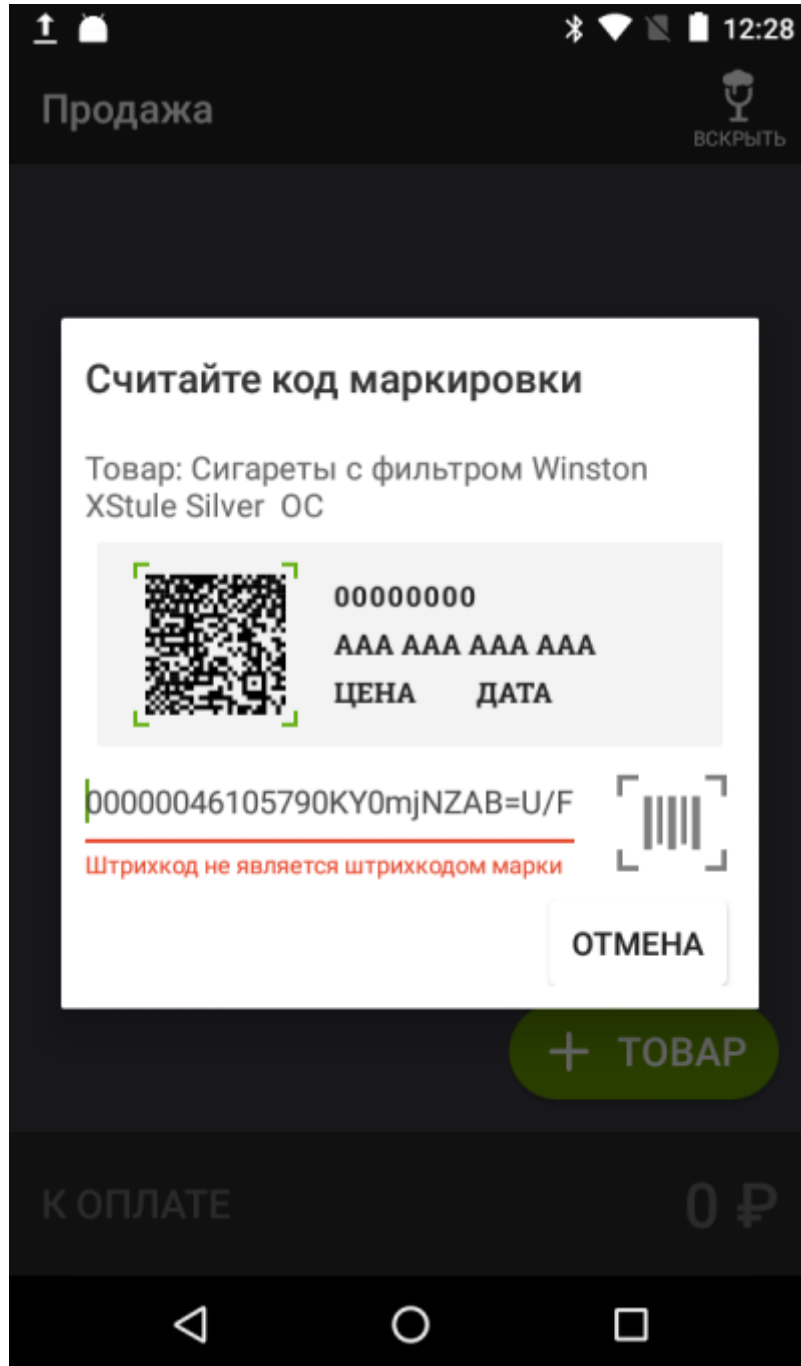 12:28
Продажа
ВСКРЫТЬ
Считайте код маркировки
Товар: Сигареты с фильтром Winston
XStule Silver OC
00000000
AAA AAA AAA AAA
ЦЕНА ДАТА
00000046105790KY0mjNZAB=U/F
Штрихкод не является штрихкодом марки
ОТМЕНА
+ ТОВАР
К ОПЛАТЕ 0 ₽